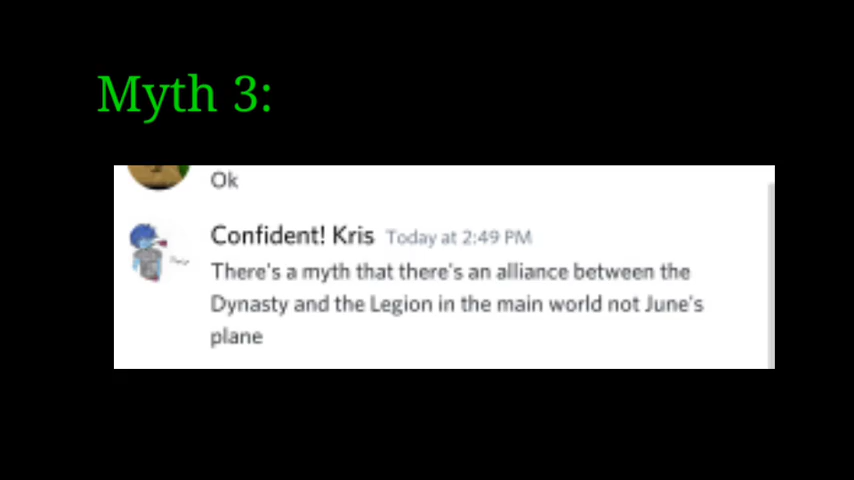 Myth 3:
Ok
Confident! Kris Today at 2:49 PM
There's a myth that there's an alliance between the
Dynasty and the Legion in the main world not June's
plane